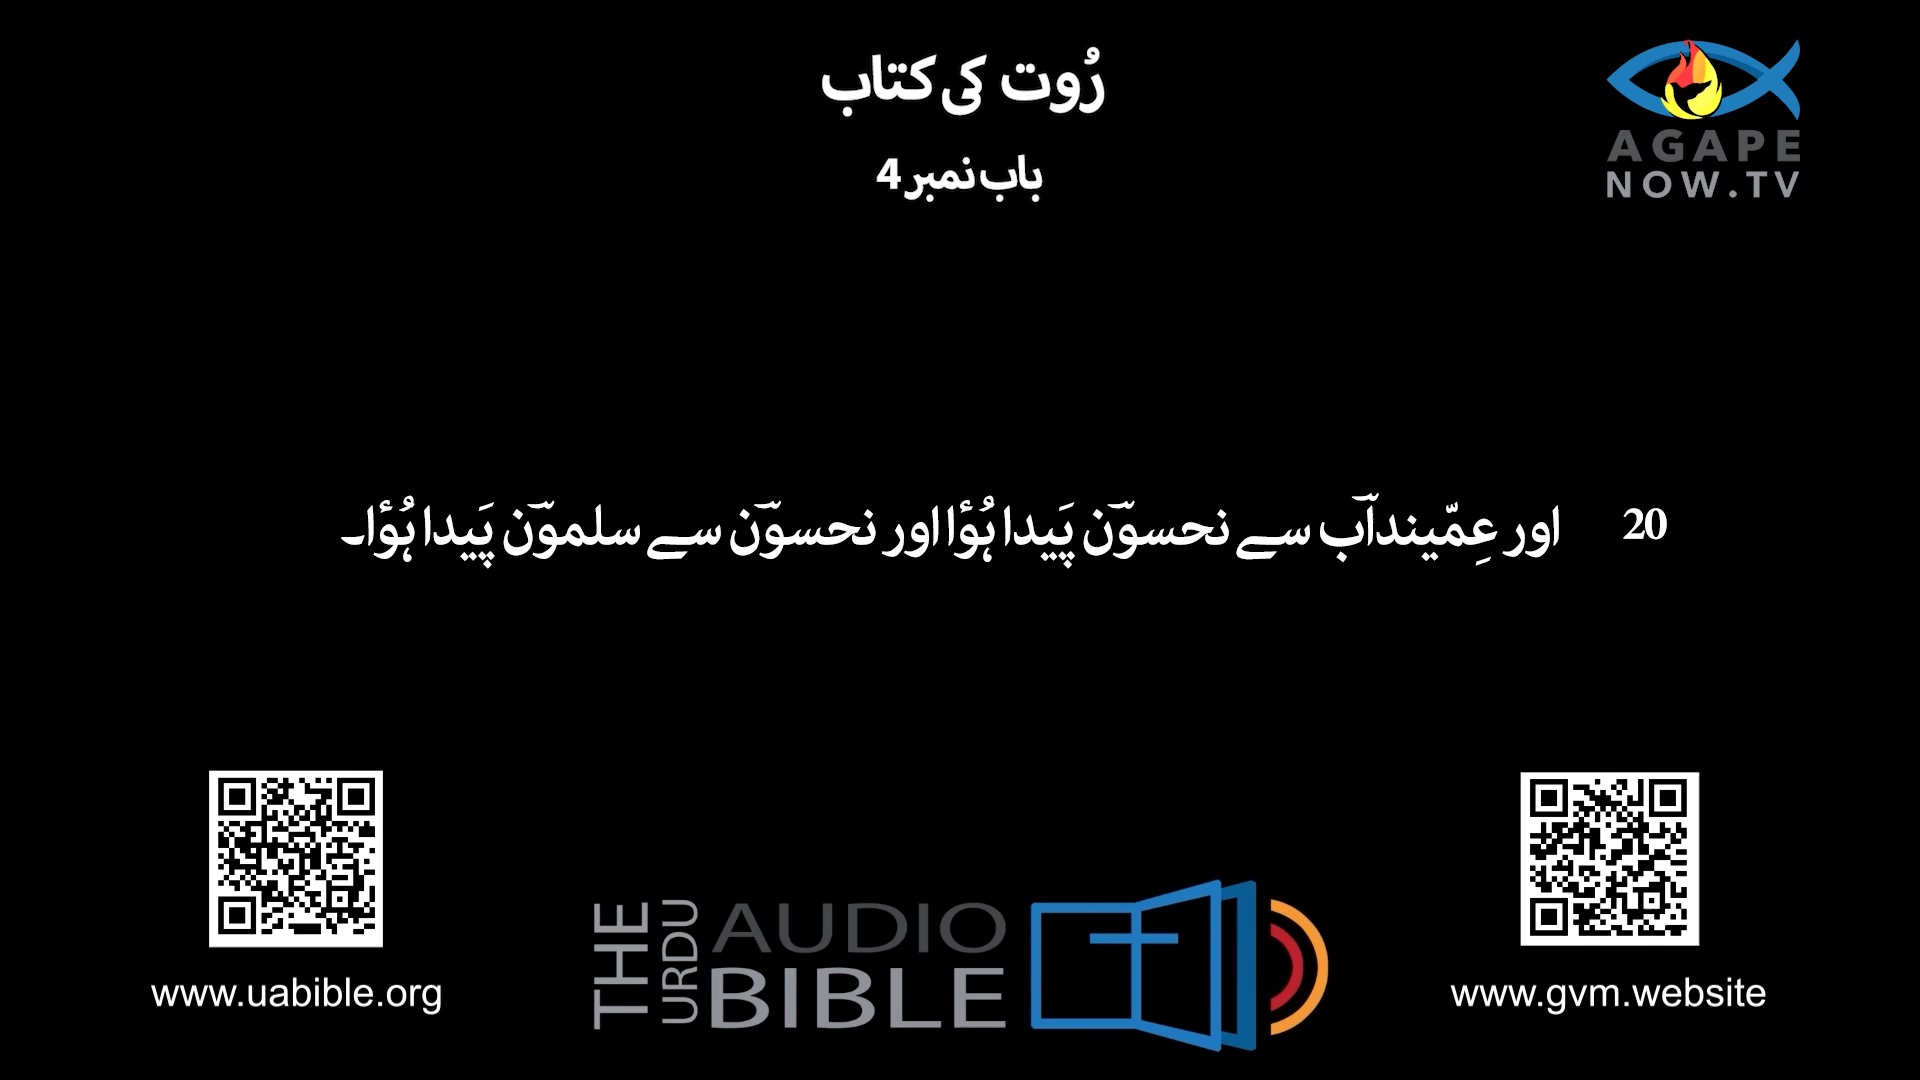 رُوت کی کتاب
باب نمبر 4
AGAPE
NOW.TV
20 اور عِمّینداؔب سے نحسوؔن پَیدا ہُؤا اور نحسوؔن سے سلموؔن پَیدا ہُؤا۔
THE URDU AUDIO BIBLE
www.uabible.org
www.gvm.website